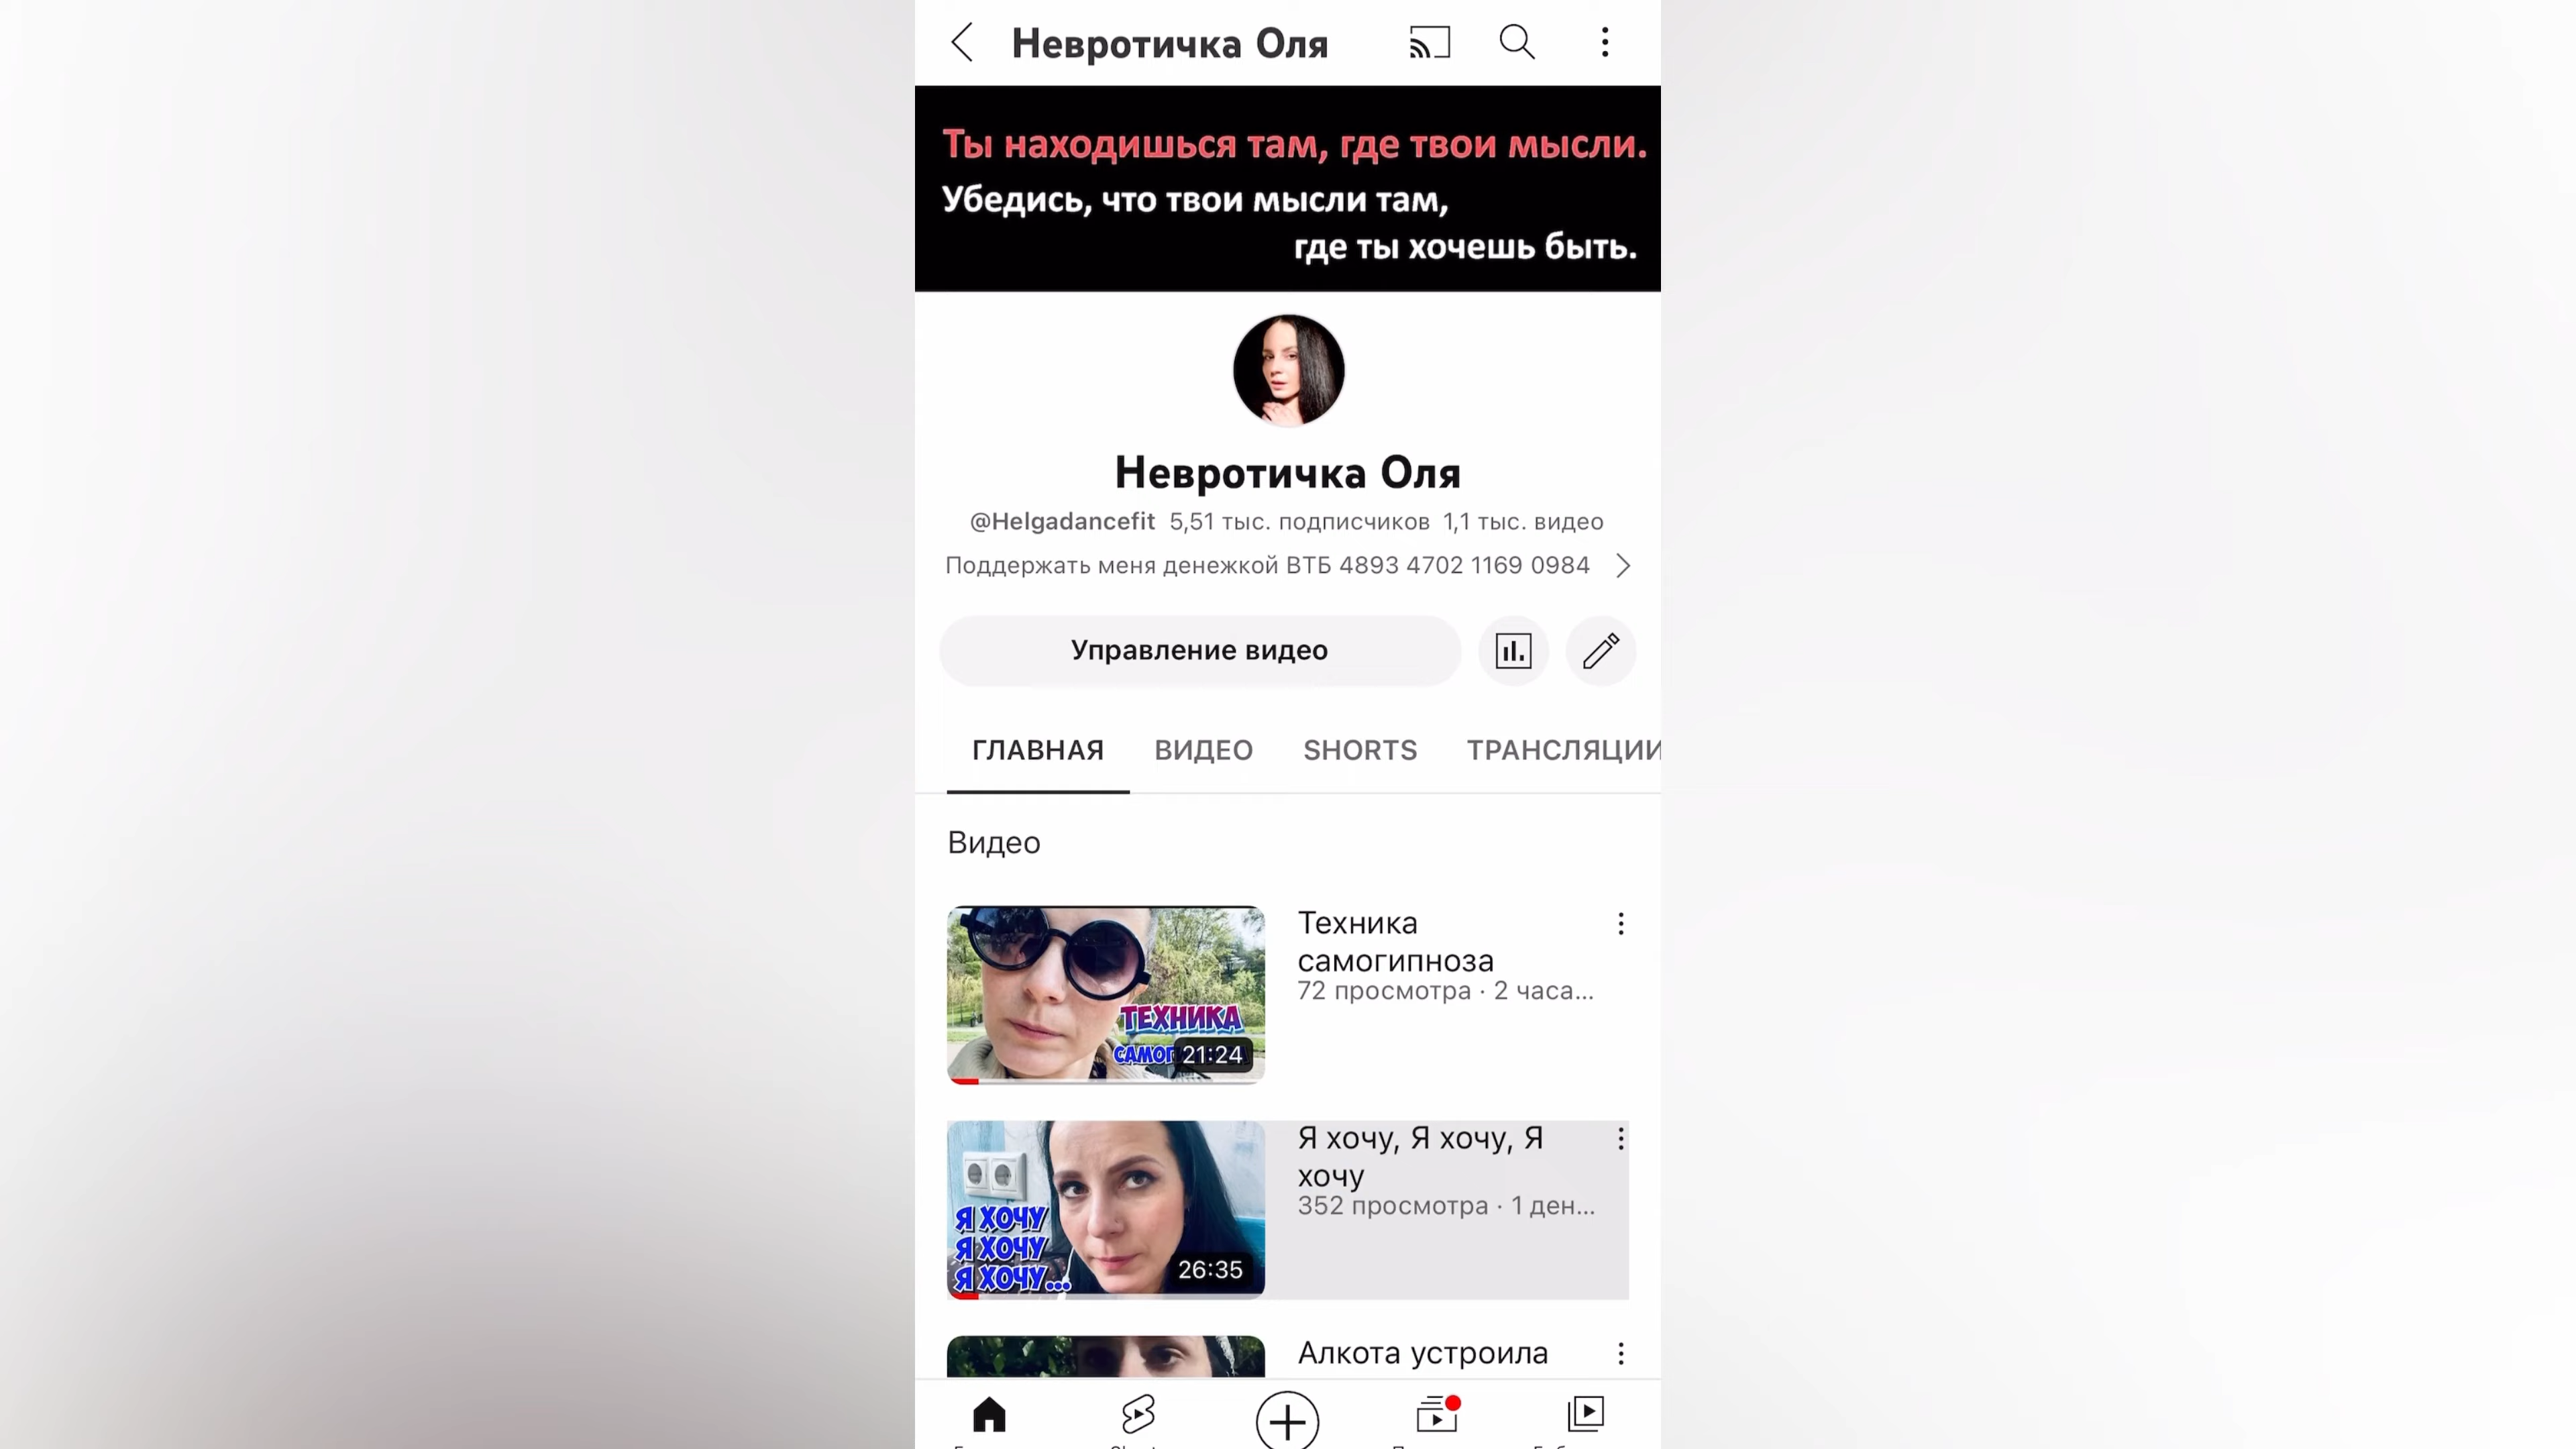 Невротичка Оля
Ты находишься там, где твои мысли.
Убедись, что твои мысли там,
где ты хочешь быть.
Невротичка Оля
@Helgadancefit 5,51 тыс. подписчиков 1,1 тыс. видео
Поддержать меня денежкой ВТБ 4893 4702 1169 0984
Управление видео
ГЛАВНАЯ ВИДЕО SHORTS ТРАНСЛЯЦИИ
Видео
ТЕХНИКА
21:24
Техника
самогипноза
72 просмотра · 2 часа...
Я ХОЧУ
Я ХОЧУ
Я ХОЧУ...
26:35
Я хочу, Я хочу, Я
хочу
352 просмотра · 1 ден...
Алкота устроила